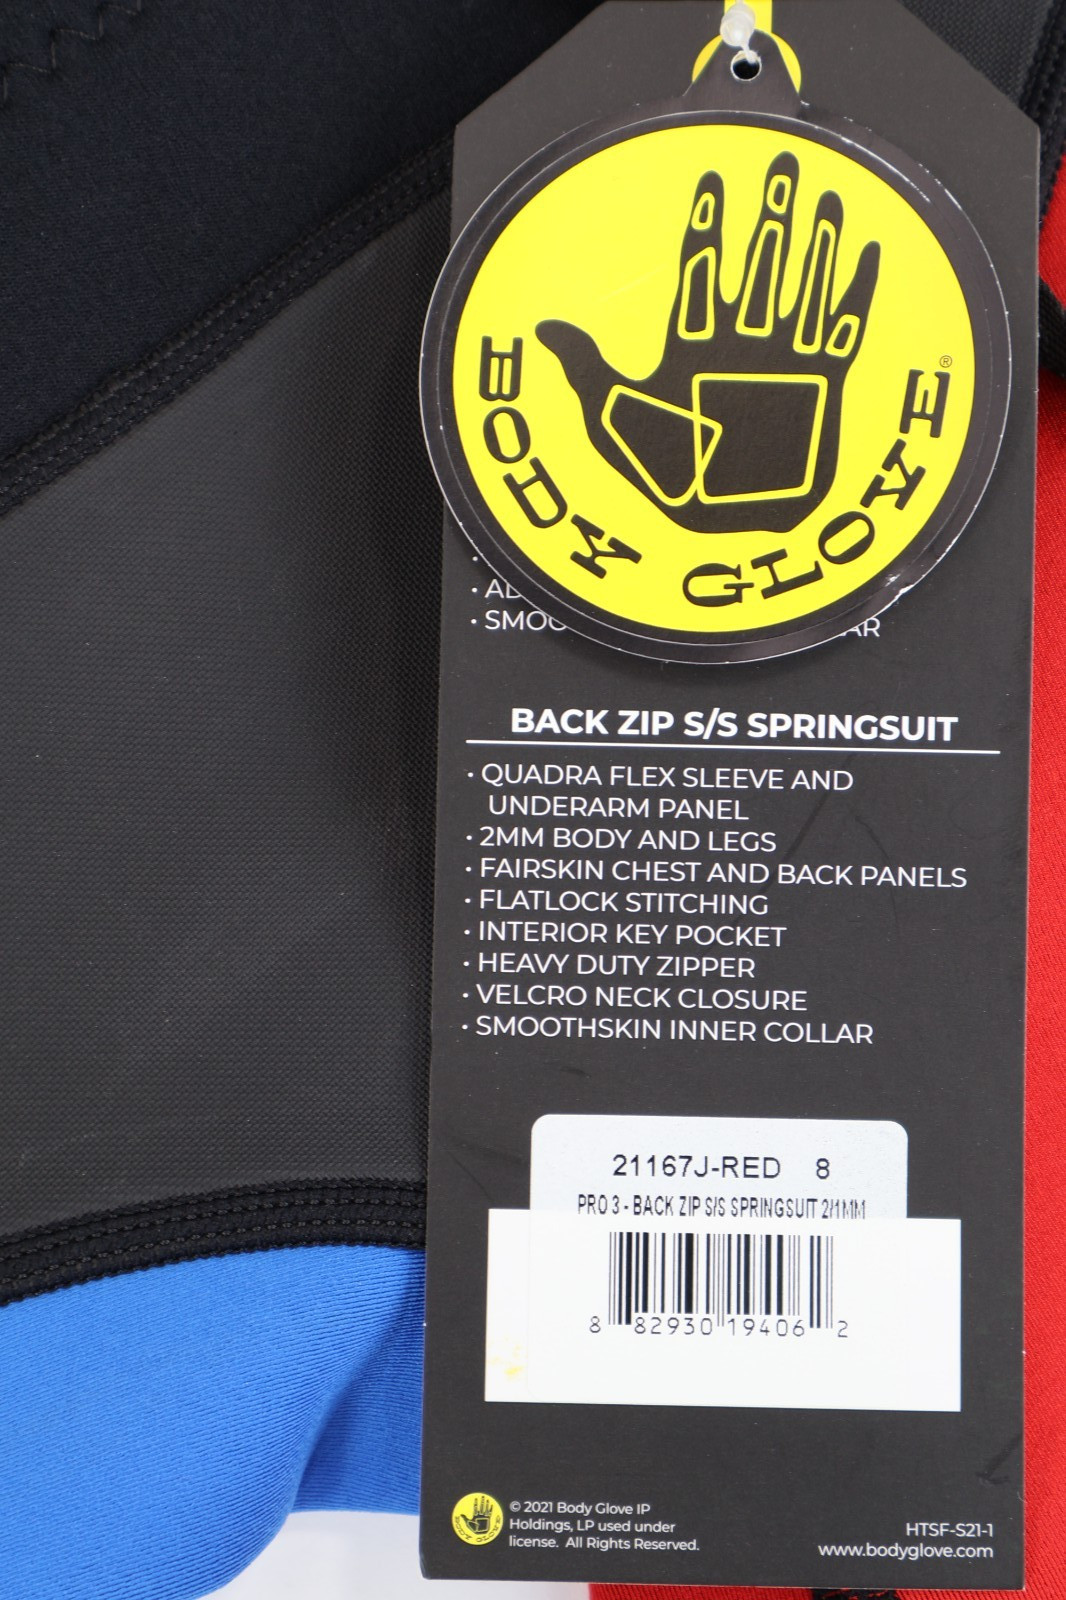 BODY GLOVE®
BACK ZIP S/S SPRINGSUIT
• QUADRA FLEX SLEEVE AND
UNDERARM PANEL
• 2MM BODY AND LEGS
• FAIRSKIN CHEST AND BACK PANELS
• FLATLOCK STITCHING
• INTERIOR KEY POCKET
• HEAVY DUTY ZIPPER
• VELCRO NECK CLOSURE
• SMOOTHSKIN INNER COLLAR
21167J-RED 8
PRO 3 - BACK ZIP S/S SPRINGSUIT 2/1MM
8 82930 19406 2
© 2021 Body Glove IP
Holdings, LP used under
license. All Rights Reserved.
HTSF-S21-1
www.bodyglove.com